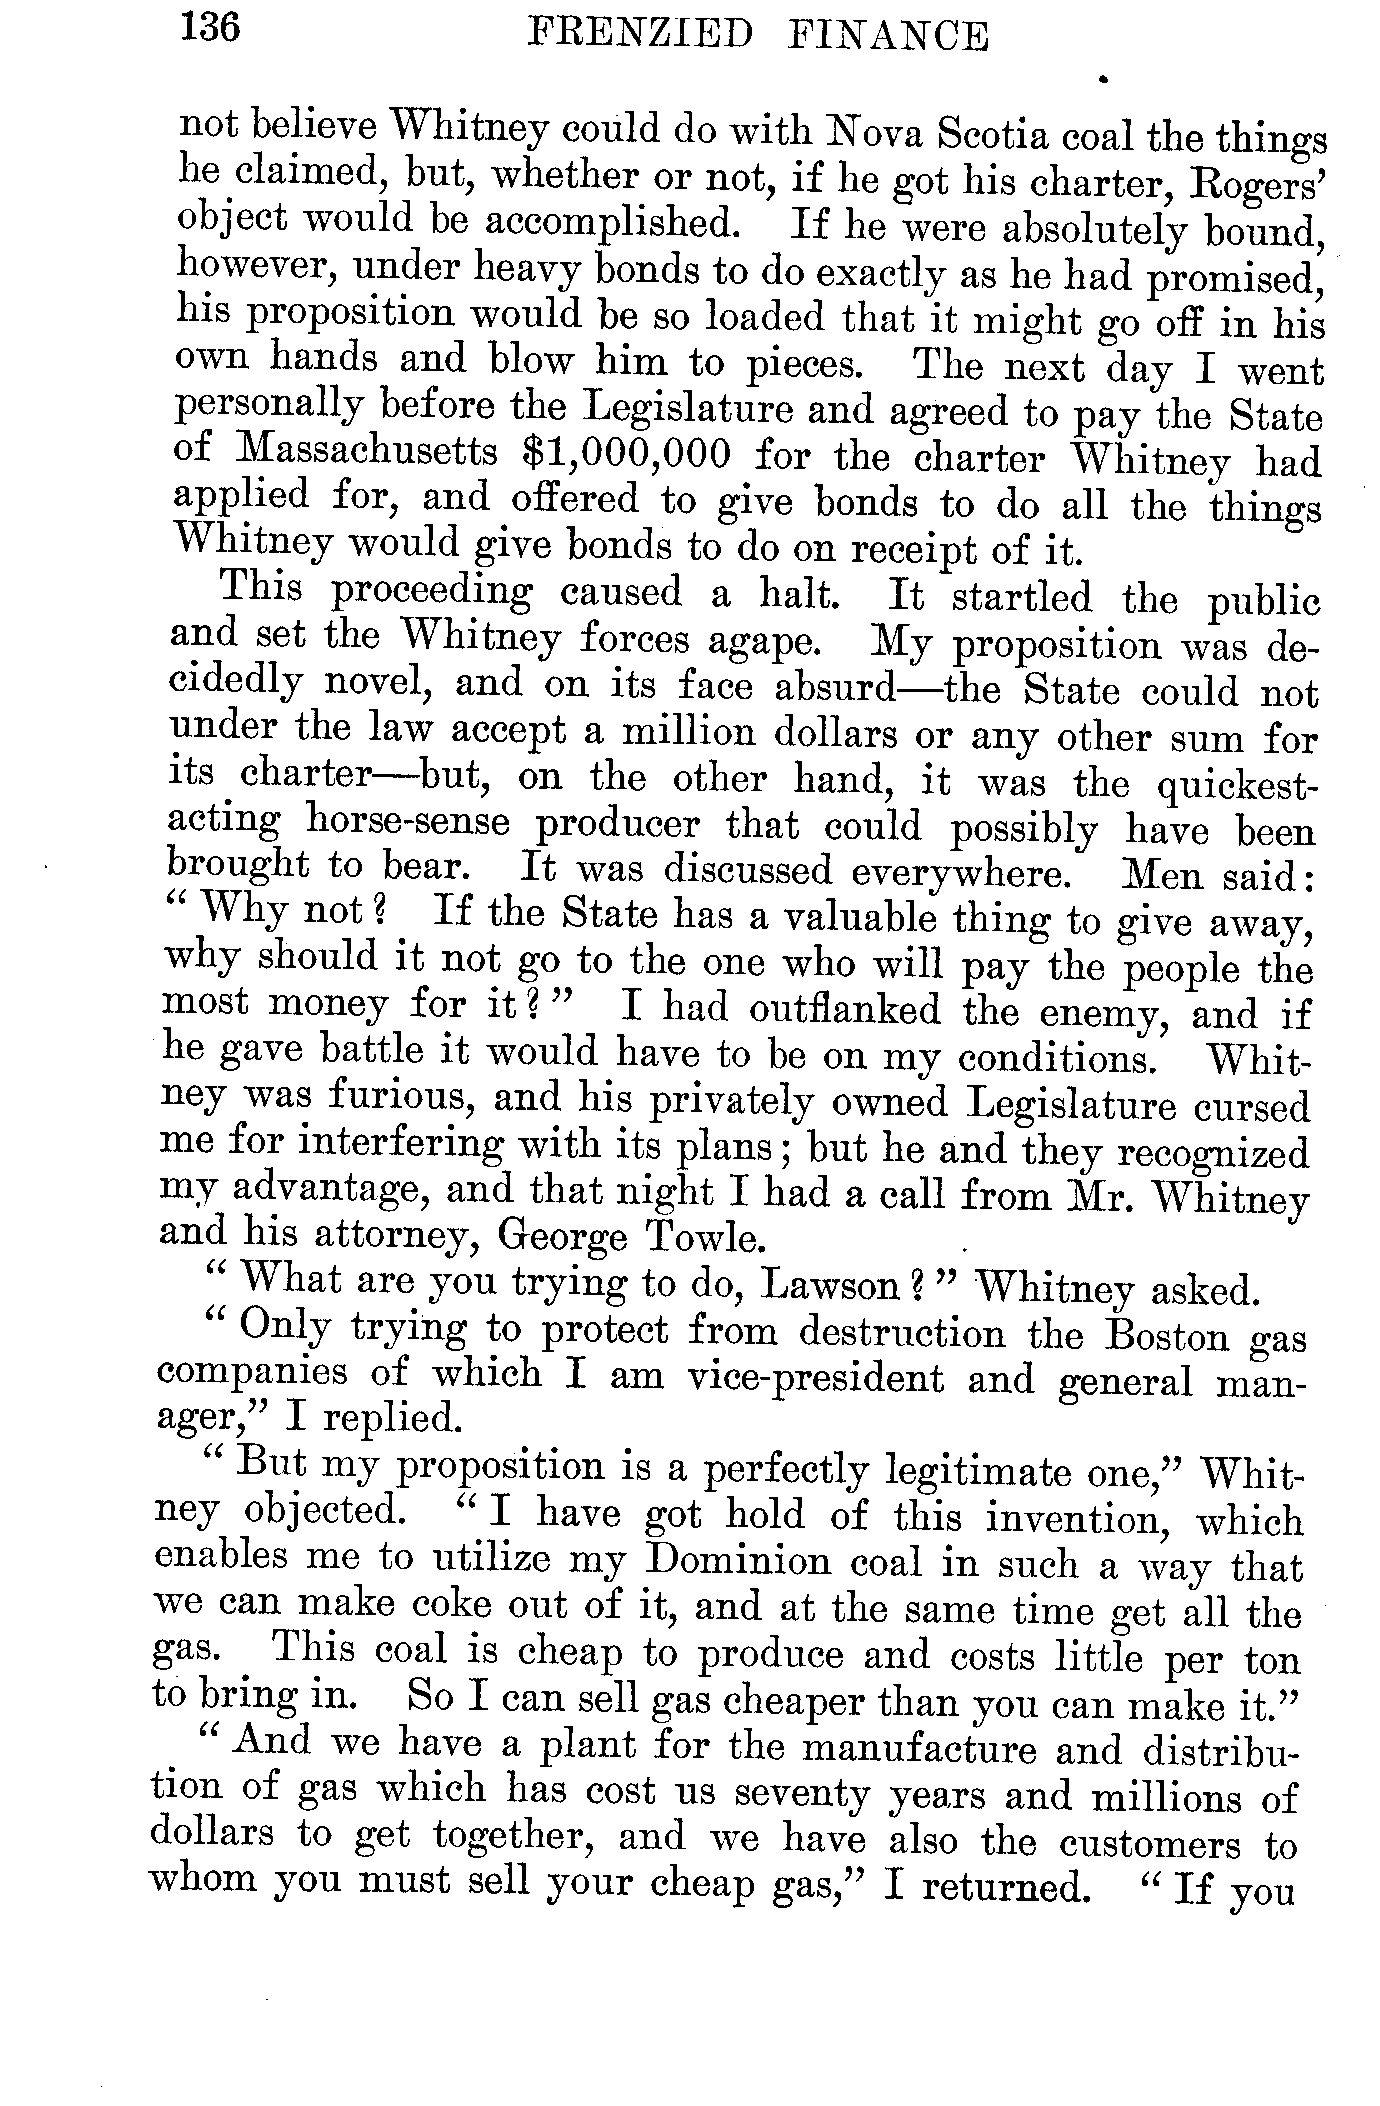 136 FRENZIED FINANCE
not believe Whitney could do with Nova Scotia coal the things
he claimed, but, whether or not, if he got his charter, Rogers’
object would be accomplished. If he were absolutely bound,
however, under heavy bonds to do exactly as he had promised,
his proposition would be so loaded that it might go off in his
own hands and blow him to pieces. The next day I went
personally before the Legislature and agreed to pay the State
of Massachusetts $1,000,000 for the charter Whitney had
applied for, and offered to give bonds to do all the things
Whitney would give bonds to do on receipt of it.
This proceeding caused a halt. It startled the public
and set the Whitney forces agape. My proposition was de-
cidedly novel, and on its face absurd—the State could not
under the law accept a million dollars or any other sum for
its charter—but, on the other hand, it was the quickest-
acting horse-sense producer that could possibly have been
brought to bear. It was discussed everywhere. Men said:
“ Why not? If the State has a valuable thing to give away,
why should it not go to the one who will pay the people the
most money for it?” I had outflanked the enemy, and if
he gave battle it would have to be on my conditions. Whit-
ney was furious, and his privately owned Legislature cursed
me for interfering with its plans; but he and they recognized
my advantage, and that night I had a call from Mr. Whitney
and his attorney, George Towle.
“ What are you trying to do, Lawson?” Whitney asked.
“ Only trying to protect from destruction the Boston gas
companies of which I am vice-president and general man-
ager,” I replied.
“ But my proposition is a perfectly legitimate one,” Whit-
ney objected. “ I have got hold of this invention, which
enables me to utilize my Dominion coal in such a way that
we can make coke out of it, and at the same time get all the
gas. This coal is cheap to produce and costs little per ton
to bring in. So I can sell gas cheaper than you can make it.”
“ And we have a plant for the manufacture and distribu-
tion of gas which has cost us seventy years and millions of
dollars to get together, and we have also the customers to
whom you must sell your cheap gas,” I returned. “ If you